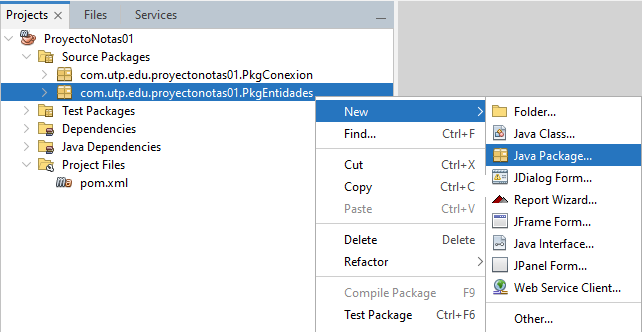 Projects × Files Services
ProyectoNotas01
Source Packages
com.utp.edu.proyectonotas01.PkgConexion
com.utp.edu.proyectonotas01.PkgEntidades
Test Packages
Dependencies
Java Dependencies
Project Files
pom.xml
New
Find... Ctrl+F
Cut Ctrl+X
Copy Ctrl+C
Paste Ctrl+V
Delete Delete
Refactor
Compile Package F9
Test Package Ctrl+F6
Folder...
Java Class...
Java Package...
JDialog Form...
Report Wizard...
JFrame Form...
Java Interface...
JPanel Form...
Web Service Client...
Other...